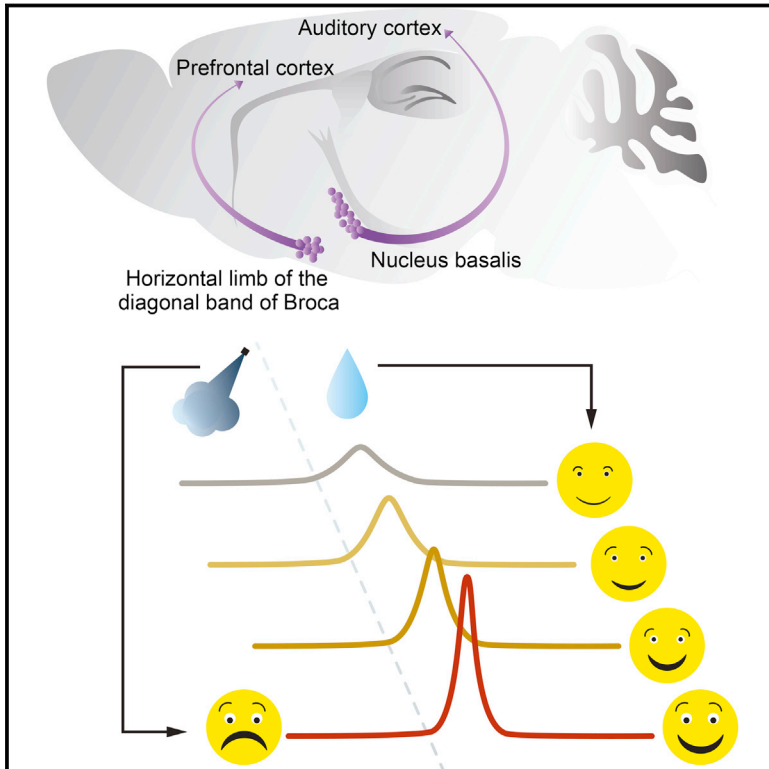 Auditory cortex
Prefrontal cortex
Nucleus basalis
Horizontal limb of the
diagonal band of Broca